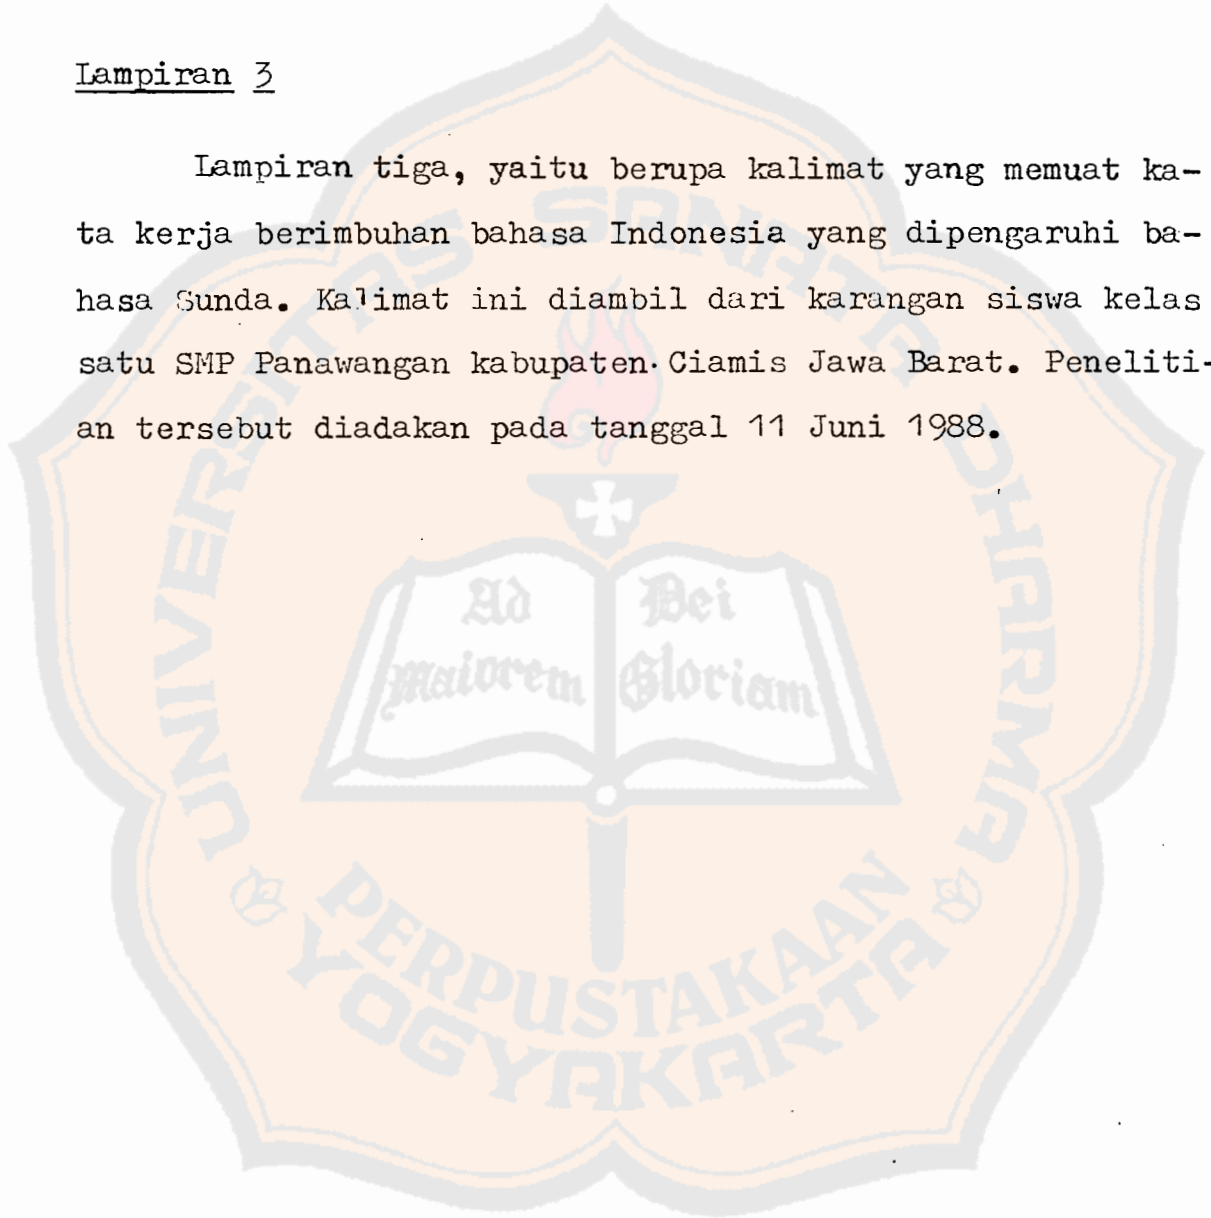 Lampiran 3
Lampiran tiga, yaitu berupa kalimat yang memuat ka-
ta kerja berimbuhan bahasa Indonesia yang dipengaruhi ba-
hasa Sunda. Kalimat ini diambil dari karangan siswa kelas
satu SMP Panawangan kabupaten Ciamis Jawa Barat. Peneliti-
an tersebut diadakan pada tanggal 11 Juni 1988.
UNIVERSITAS SANATA DHARMA
Ad
maiorem
Dei
Gloriam
PERPUSTAKAAN
YOGYAKARTA